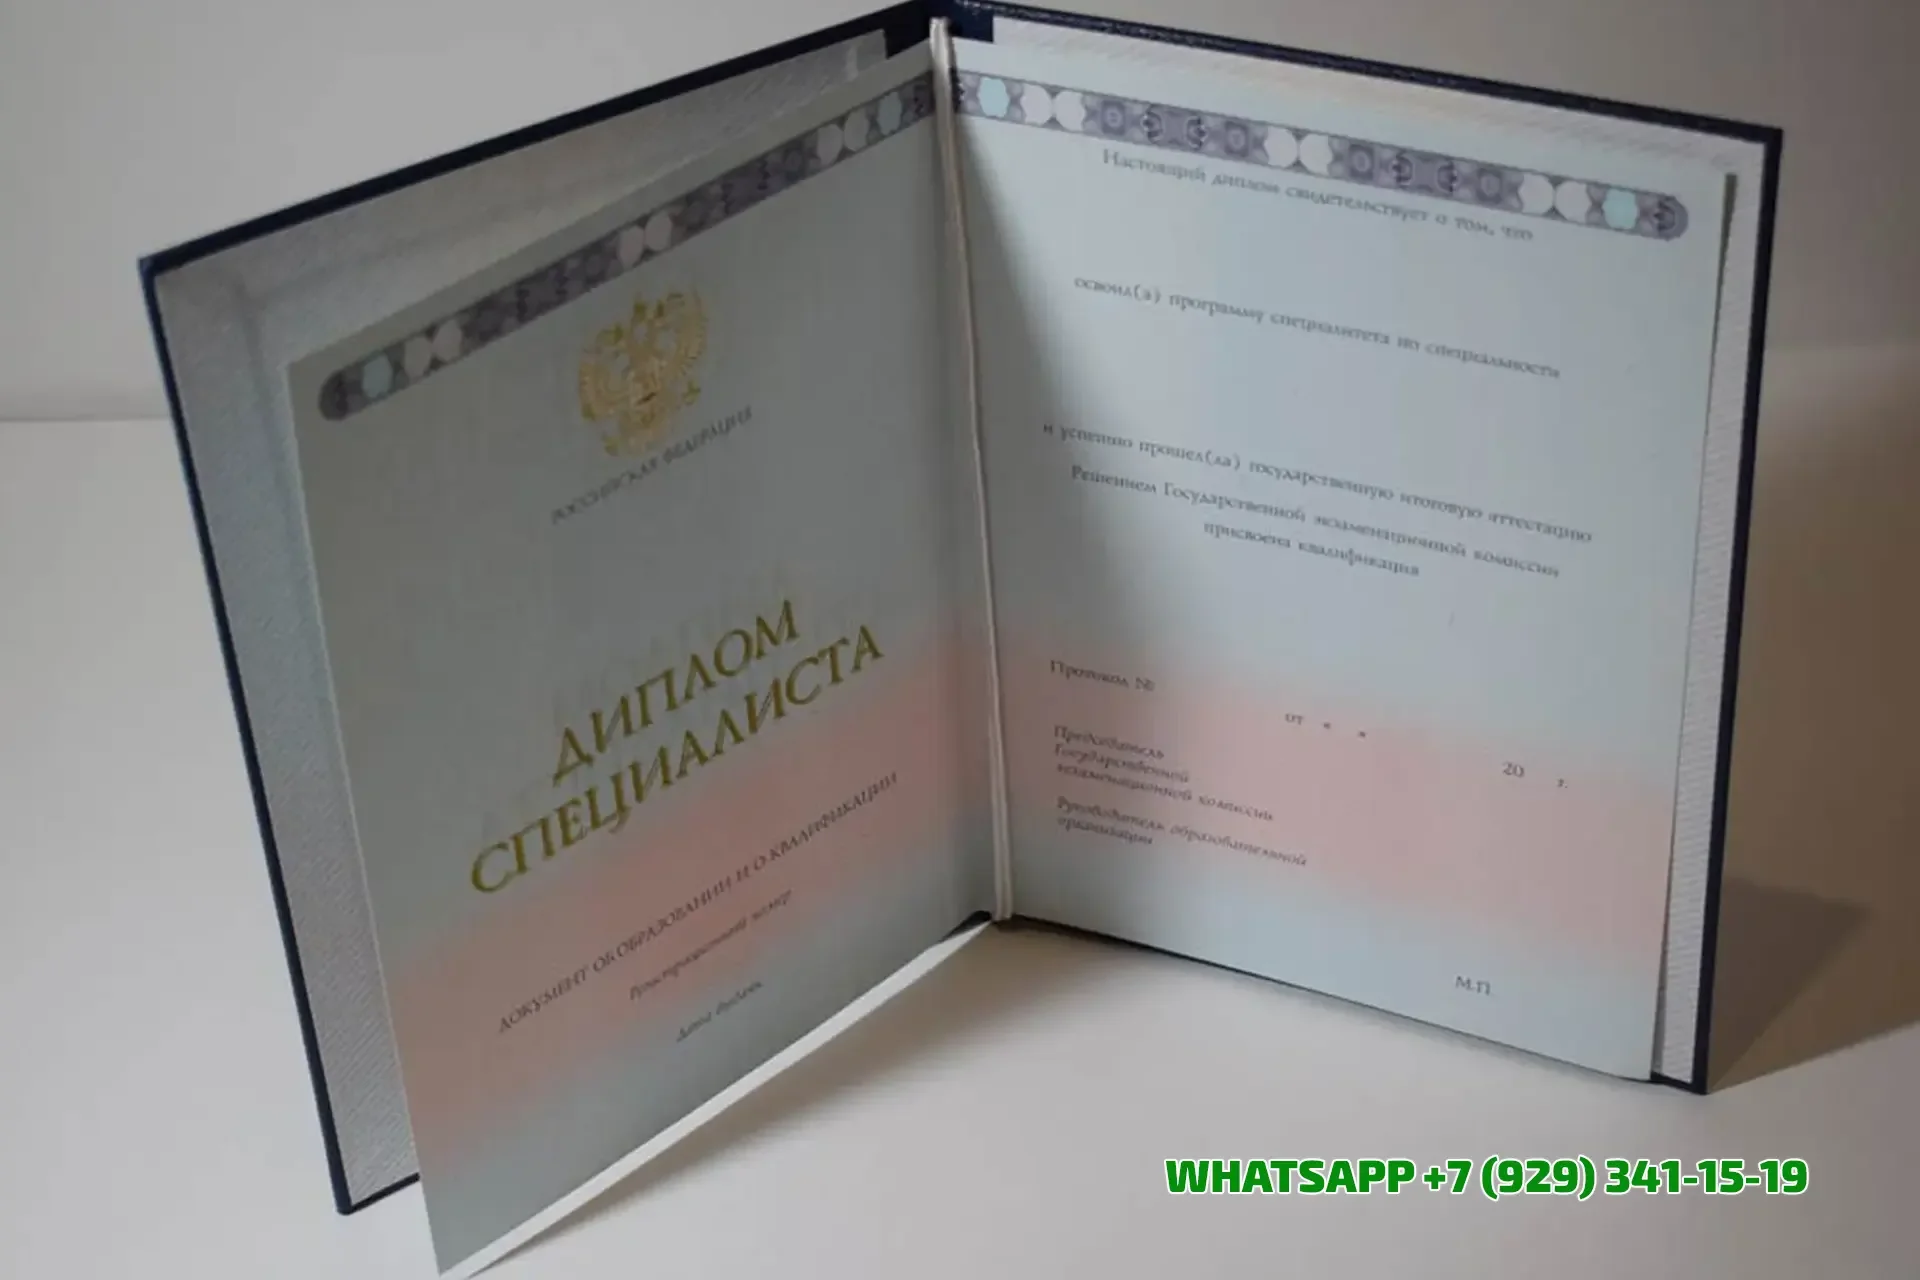 РОССИЙСКАЯ ФЕДЕРАЦИЯ
ДИПЛОМ
СПЕЦИАЛИСТА
ДОКУМЕНТ ОБ ОБРАЗОВАНИИ И О КВАЛИФИКАЦИИ
Регистрационный номер
Дата выдачи
Настоящий диплом свидетельствует о том, что
освоил(а) программу специалитета по специальности
и успешно прошел(ла) государственную итоговую аттестацию
Решением Государственной экзаменационной комиссии
присвоена квалификация
Протокол №
от « »
20 г.
Председатель
Государственной
экзаменационной комиссии
Руководитель образовательной
организации
М.П.
WHATSAPP +7 (929) 341-15-19